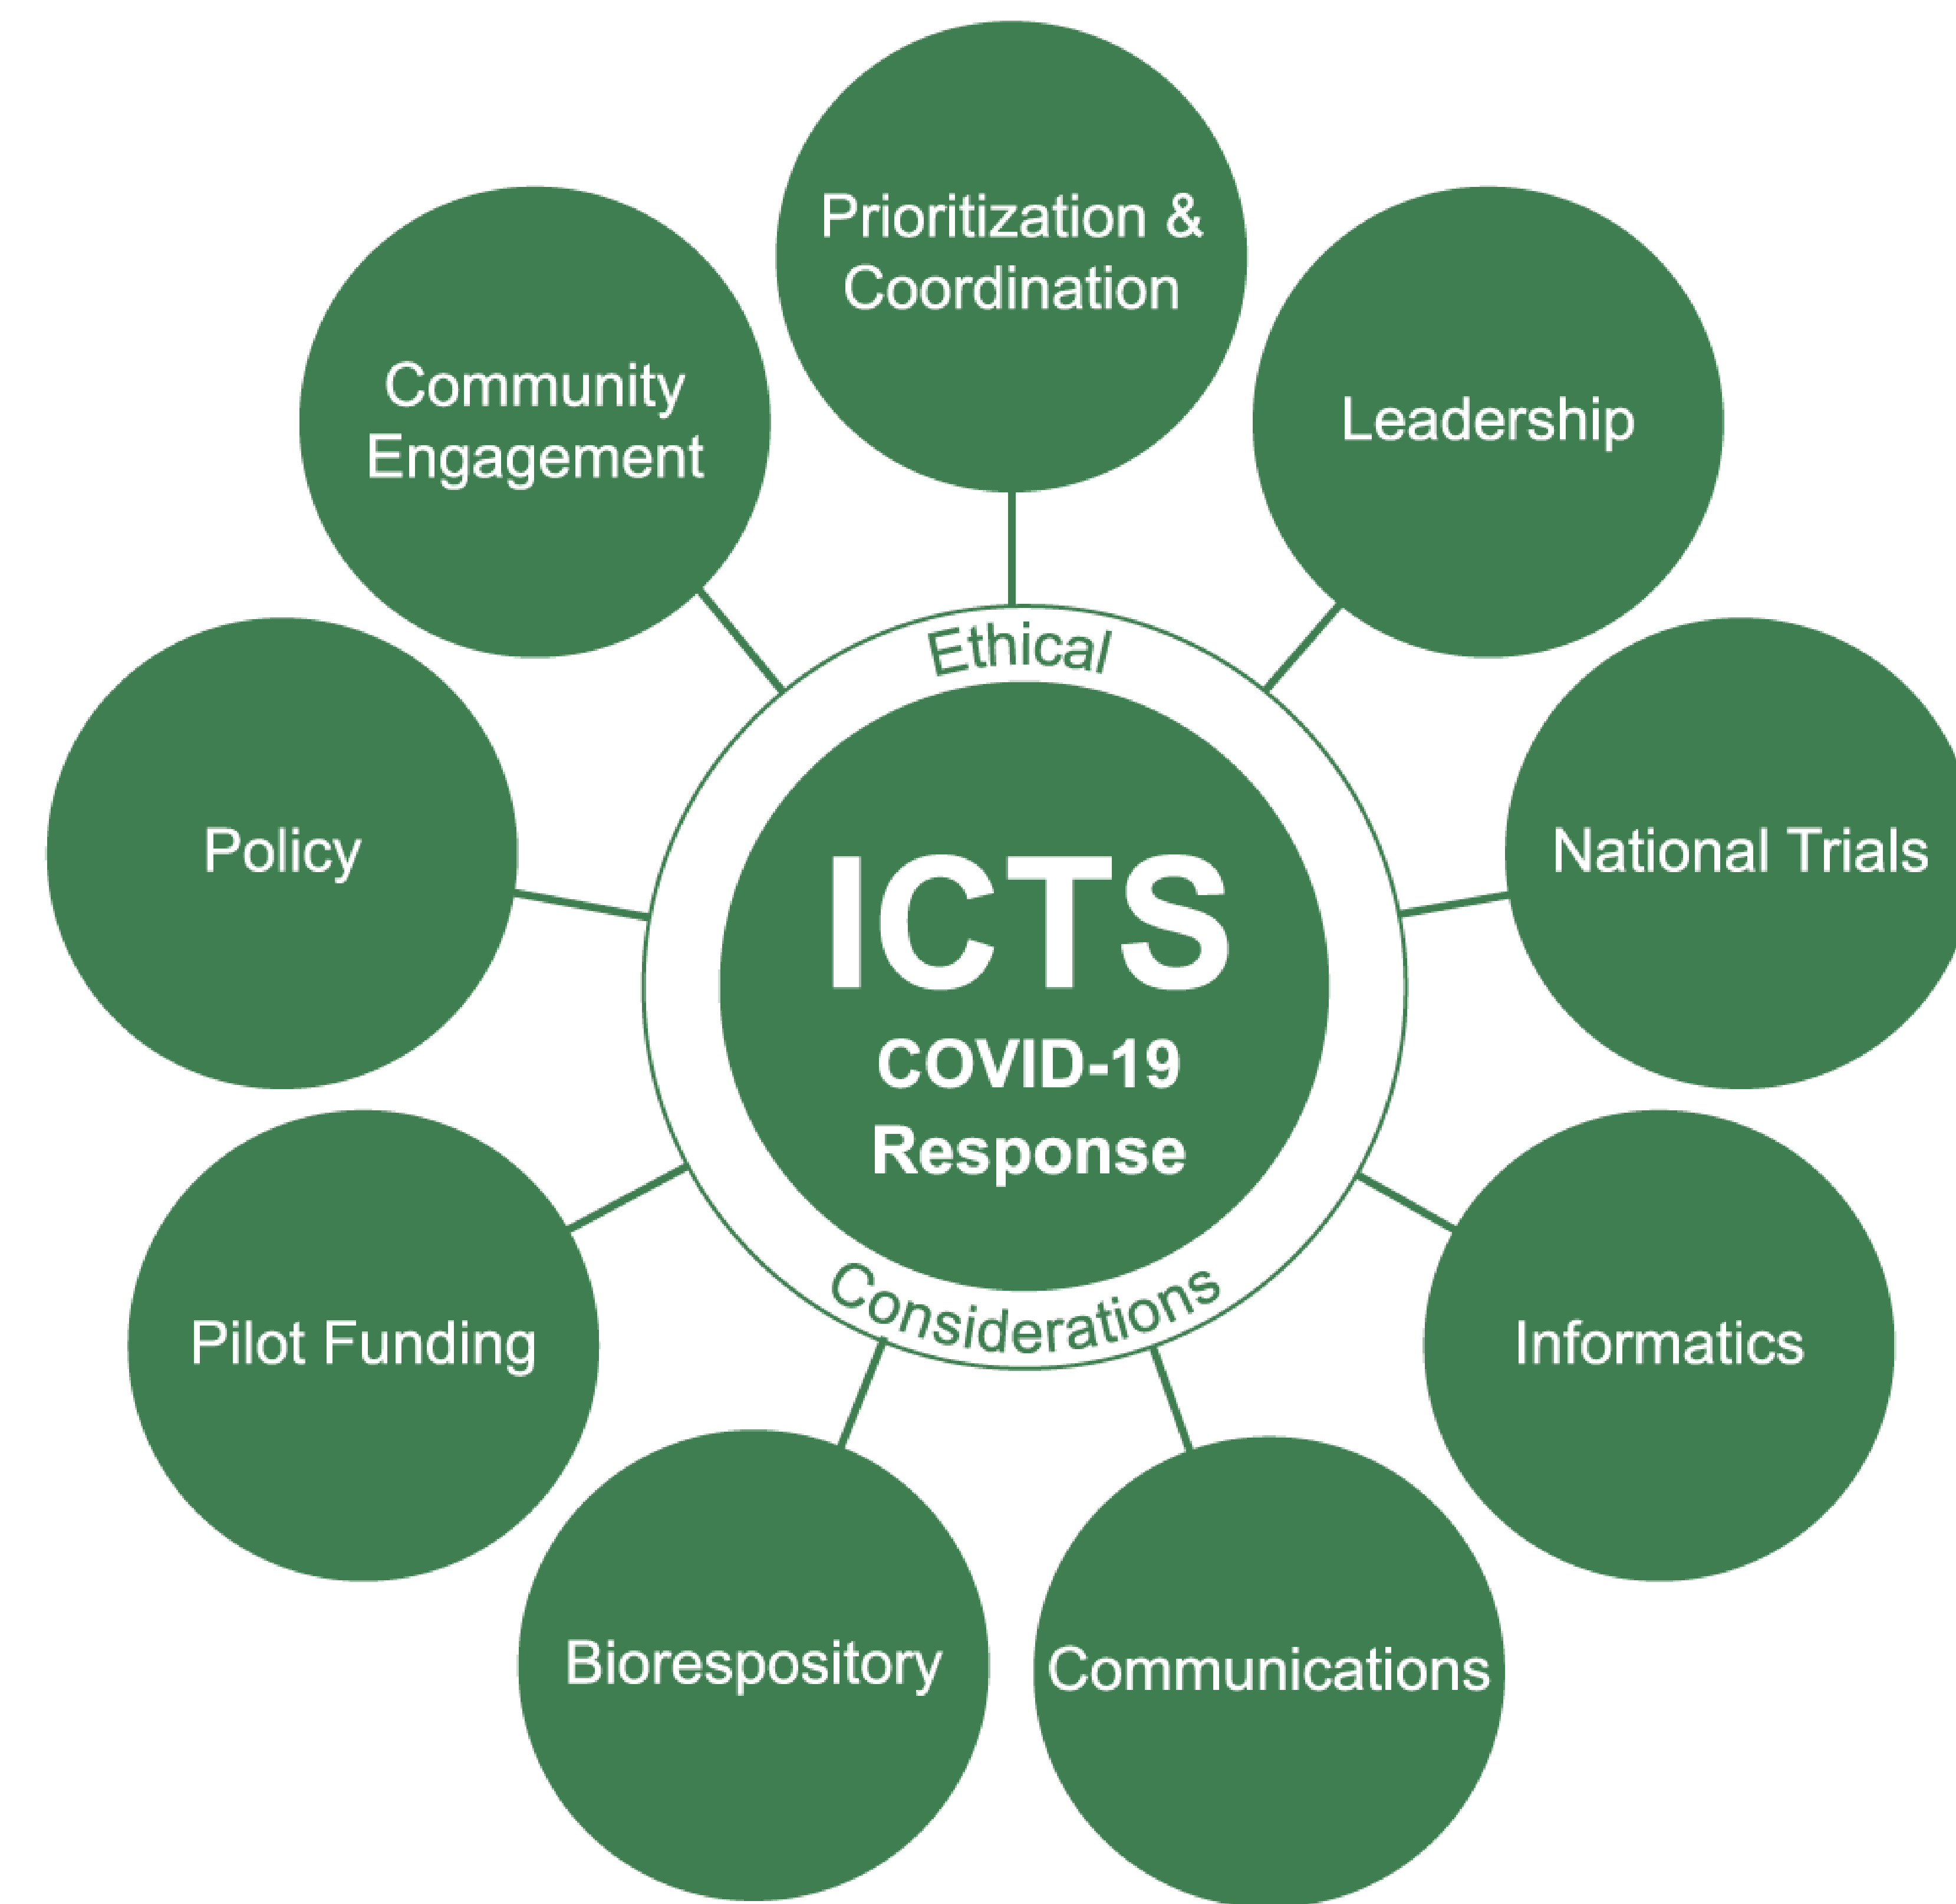 Prioritization &
Coordination
Community
Engagement
Leadership
Ethical
Policy
National Trials
ICTS
COVID-19
Response
Considerations
Pilot Funding
Informatics
Biorespository
Communications